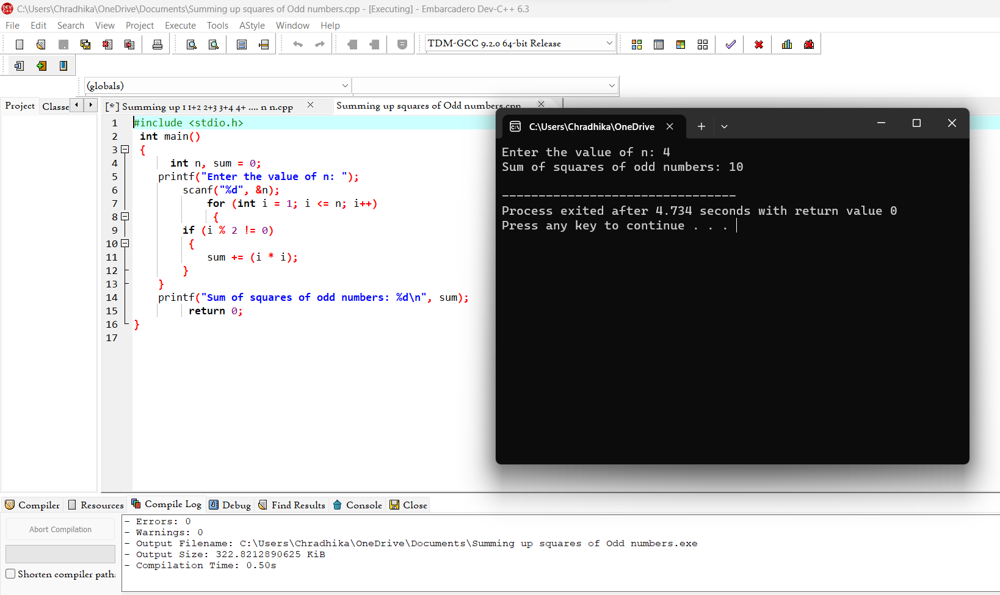 C:\Users\Chradhika\OneDrive\Documents\Summing up squares of Odd numbers.cpp - [Executing] - Embarcadero Dev-C++ 6.3
File Edit Search View Project Execute Tools AStyle Window Help
TDM-GCC 9.2.0 64-bit Release
(globals)
Project Classe [*] Summing up 1 1+2 2+3 3+4 4+ .... n n.cpp Summing up squares of Odd numbers.cpp
1 #include <stdio.h>
2 int main()
3 {
4 int n, sum = 0;
5 printf("Enter the value of n: ");
6 scanf("%d", &n);
7 for (int i = 1; i <= n; i++)
8 {
9 if (i % 2 != 0)
10 {
11 sum += (i * i);
12 }
13 }
14 printf("Sum of squares of odd numbers: %d\n", sum);
15 return 0;
16 }
17
C:\Users\Chradhika\OneDrive
Enter the value of n: 4
Sum of squares of odd numbers: 10
--------------------------------
Process exited after 4.734 seconds with return value 0
Press any key to continue . . .
Compiler Resources Compile Log Debug Find Results Console Close
Abort Compilation
Shorten compiler paths
- Errors: 0
- Warnings: 0
- Output Filename: C:\Users\Chradhika\OneDrive\Documents\Summing up squares of Odd numbers.exe
- Output Size: 322.8212890625 KiB
- Compilation Time: 0.50s